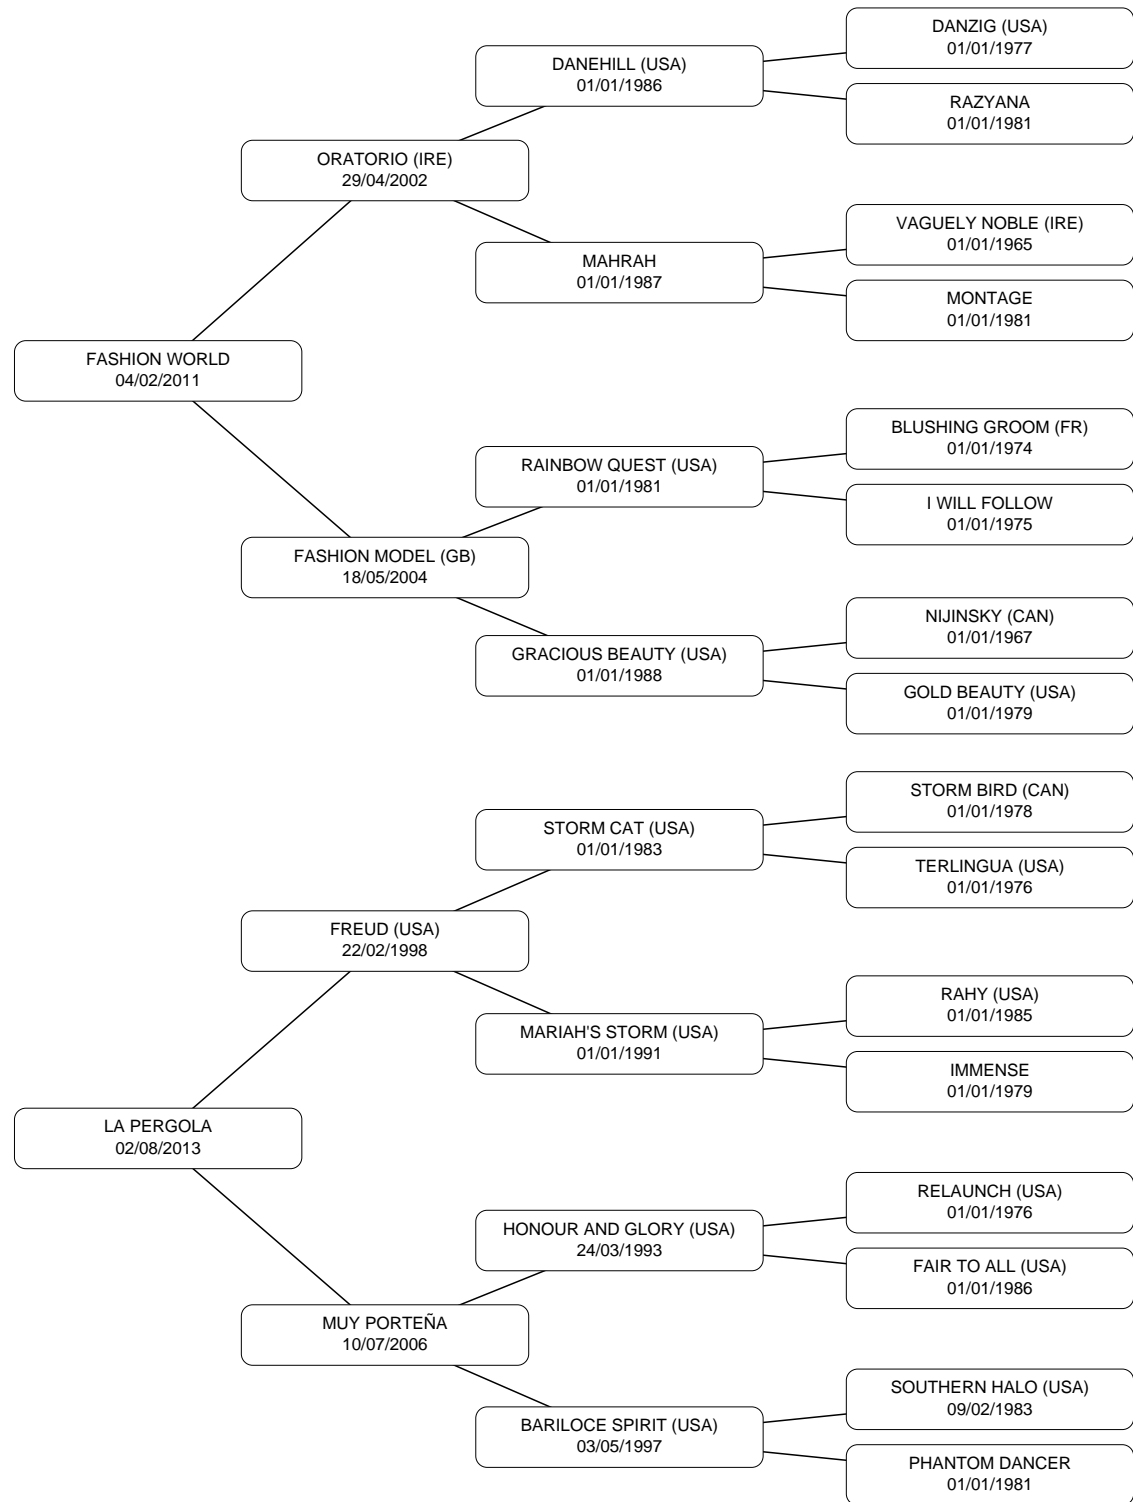 DANZIG (USA)
01/01/1977
DANEHILL (USA)
01/01/1986
RAZYANA
01/01/1981
ORATORIO (IRE)
29/04/2002
VAGUELY NOBLE (IRE)
01/01/1965
MAHRAH
01/01/1987
MONTAGE
01/01/1981
FASHION WORLD
04/02/2011
BLUSHING GROOM (FR)
01/01/1974
RAINBOW QUEST (USA)
01/01/1981
I WILL FOLLOW
01/01/1975
FASHION MODEL (GB)
18/05/2004
NIJINSKY (CAN)
01/01/1967
GRACIOUS BEAUTY (USA)
01/01/1988
GOLD BEAUTY (USA)
01/01/1979
STORM BIRD (CAN)
01/01/1978
STORM CAT (USA)
01/01/1983
TERLINGUA (USA)
01/01/1976
FREUD (USA)
22/02/1998
RAHY (USA)
01/01/1985
MARIAH'S STORM (USA)
01/01/1991
IMMENSE
01/01/1979
LA PERGOLA
02/08/2013
RELAUNCH (USA)
01/01/1976
HONOUR AND GLORY (USA)
24/03/1993
FAIR TO ALL (USA)
01/01/1986
MUY PORTEÑA
10/07/2006
SOUTHERN HALO (USA)
09/02/1983
BARILOCE SPIRIT (USA)
03/05/1997
PHANTOM DANCER
01/01/1981